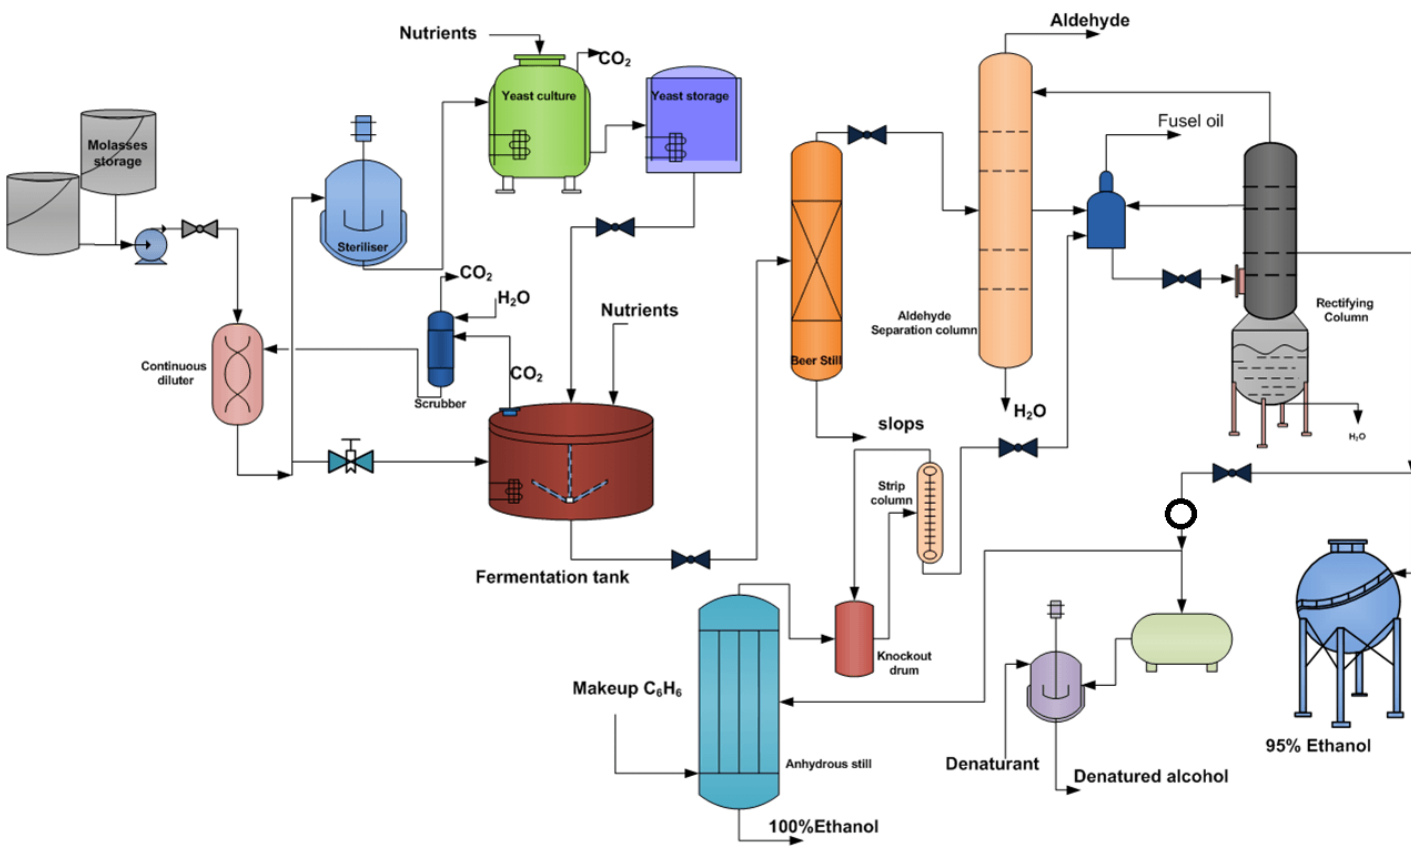 Aldehyde
Nutrients
CO₂
Fusel oil
Yeast culture
Yeast storage
Molasses
storage
Steriliser
CO₂
H₂O
Nutrients
Rectifying
Column
Aldehyde
Separation column
Beer Still
Continuous
diluter
CO₂
Scrubber
H₂O
slops
H₂O
Strip
column
Fermentation tank
Knockout
drum
Makeup C₆H₆
95% Ethanol
Anhydrous still
Denaturant
Denatured alcohol
100%Ethanol